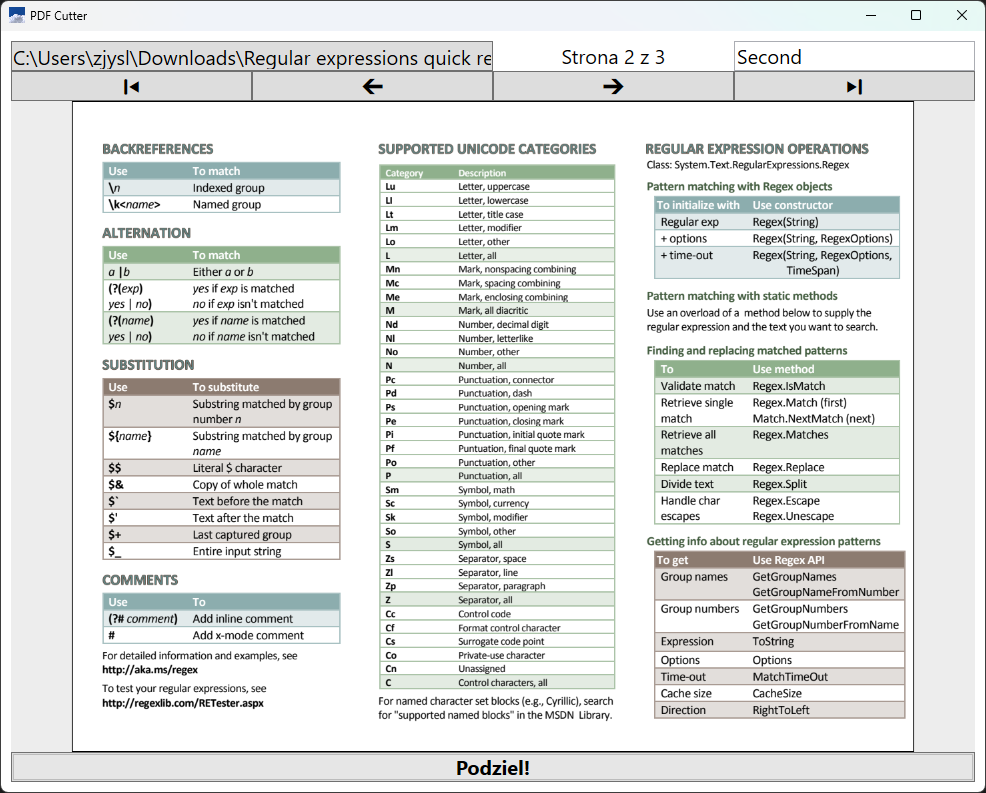 PDF Cutter
C:\Users\zjysl\Downloads\Regular expressions quick re
Strona 2 z 3
Second
BACKREFERENCES
Use To match
\n Indexed group
\k<name> Named group
ALTERNATION
Use To match
a |b Either a or b
(?(exp) yes if exp is matched
yes | no) no if exp isn't matched
(?(name) yes if name is matched
yes | no) no if name isn't matched
SUBSTITUTION
Use To substitute
$n Substring matched by group
number n
${name} Substring matched by group
name
$$ Literal $ character
$& Copy of whole match
$` Text before the match
$' Text after the match
$+ Last captured group
$_ Entire input string
COMMENTS
Use To
(?# comment) Add inline comment
# Add x-mode comment
For detailed information and examples, see
http://aka.ms/regex
To test your regular expressions, see
http://regexlib.com/RETester.aspx
SUPPORTED UNICODE CATEGORIES
Category Description
Lu Letter, uppercase
Ll Letter, lowercase
Lt Letter, title case
Lm Letter, modifier
Lo Letter, other
L Letter, all
Mn Mark, nonspacing combining
Mc Mark, spacing combining
Me Mark, enclosing combining
M Mark, all diacritic
Nd Number, decimal digit
Nl Number, letterlike
No Number, other
N Number, all
Pc Punctuation, connector
Pd Punctuation, dash
Ps Punctuation, opening mark
Pe Punctuation, closing mark
Pi Punctuation, initial quote mark
Pf Puntuation, final quote mark
Po Punctuation, other
P Punctuation, all
Sm Symbol, math
Sc Symbol, currency
Sk Symbol, modifier
So Symbol, other
S Symbol, all
Zs Separator, space
Zl Separator, line
Zp Separator, paragraph
Z Separator, all
Cc Control code
Cf Format control character
Cs Surrogate code point
Co Private-use character
Cn Unassigned
C Control characters, all
For named character set blocks (e.g., Cyrillic), search
for "supported named blocks" in the MSDN Library.
REGULAR EXPRESSION OPERATIONS
Class: System.Text.RegularExpressions.Regex
Pattern matching with Regex objects
To initialize with Use constructor
Regular exp Regex(String)
+ options Regex(String, RegexOptions)
+ time-out Regex(String, RegexOptions,
TimeSpan)
Pattern matching with static methods
Use an overload of a method below to supply the
regular expression and the text you want to search.
Finding and replacing matched patterns
To Use method
Validate match Regex.IsMatch
Retrieve single Regex.Match (first)
match Match.NextMatch (next)
Retrieve all Regex.Matches
matches
Replace match Regex.Replace
Divide text Regex.Split
Handle char Regex.Escape
escapes Regex.Unescape
Getting info about regular expression patterns
To get Use Regex API
Group names GetGroupNames
GetGroupNameFromNumber
Group numbers GetGroupNumbers
GetGroupNumberFromName
Expression ToString
Options Options
Time-out MatchTimeOut
Cache size CacheSize
Direction RightToLeft
Podziel!